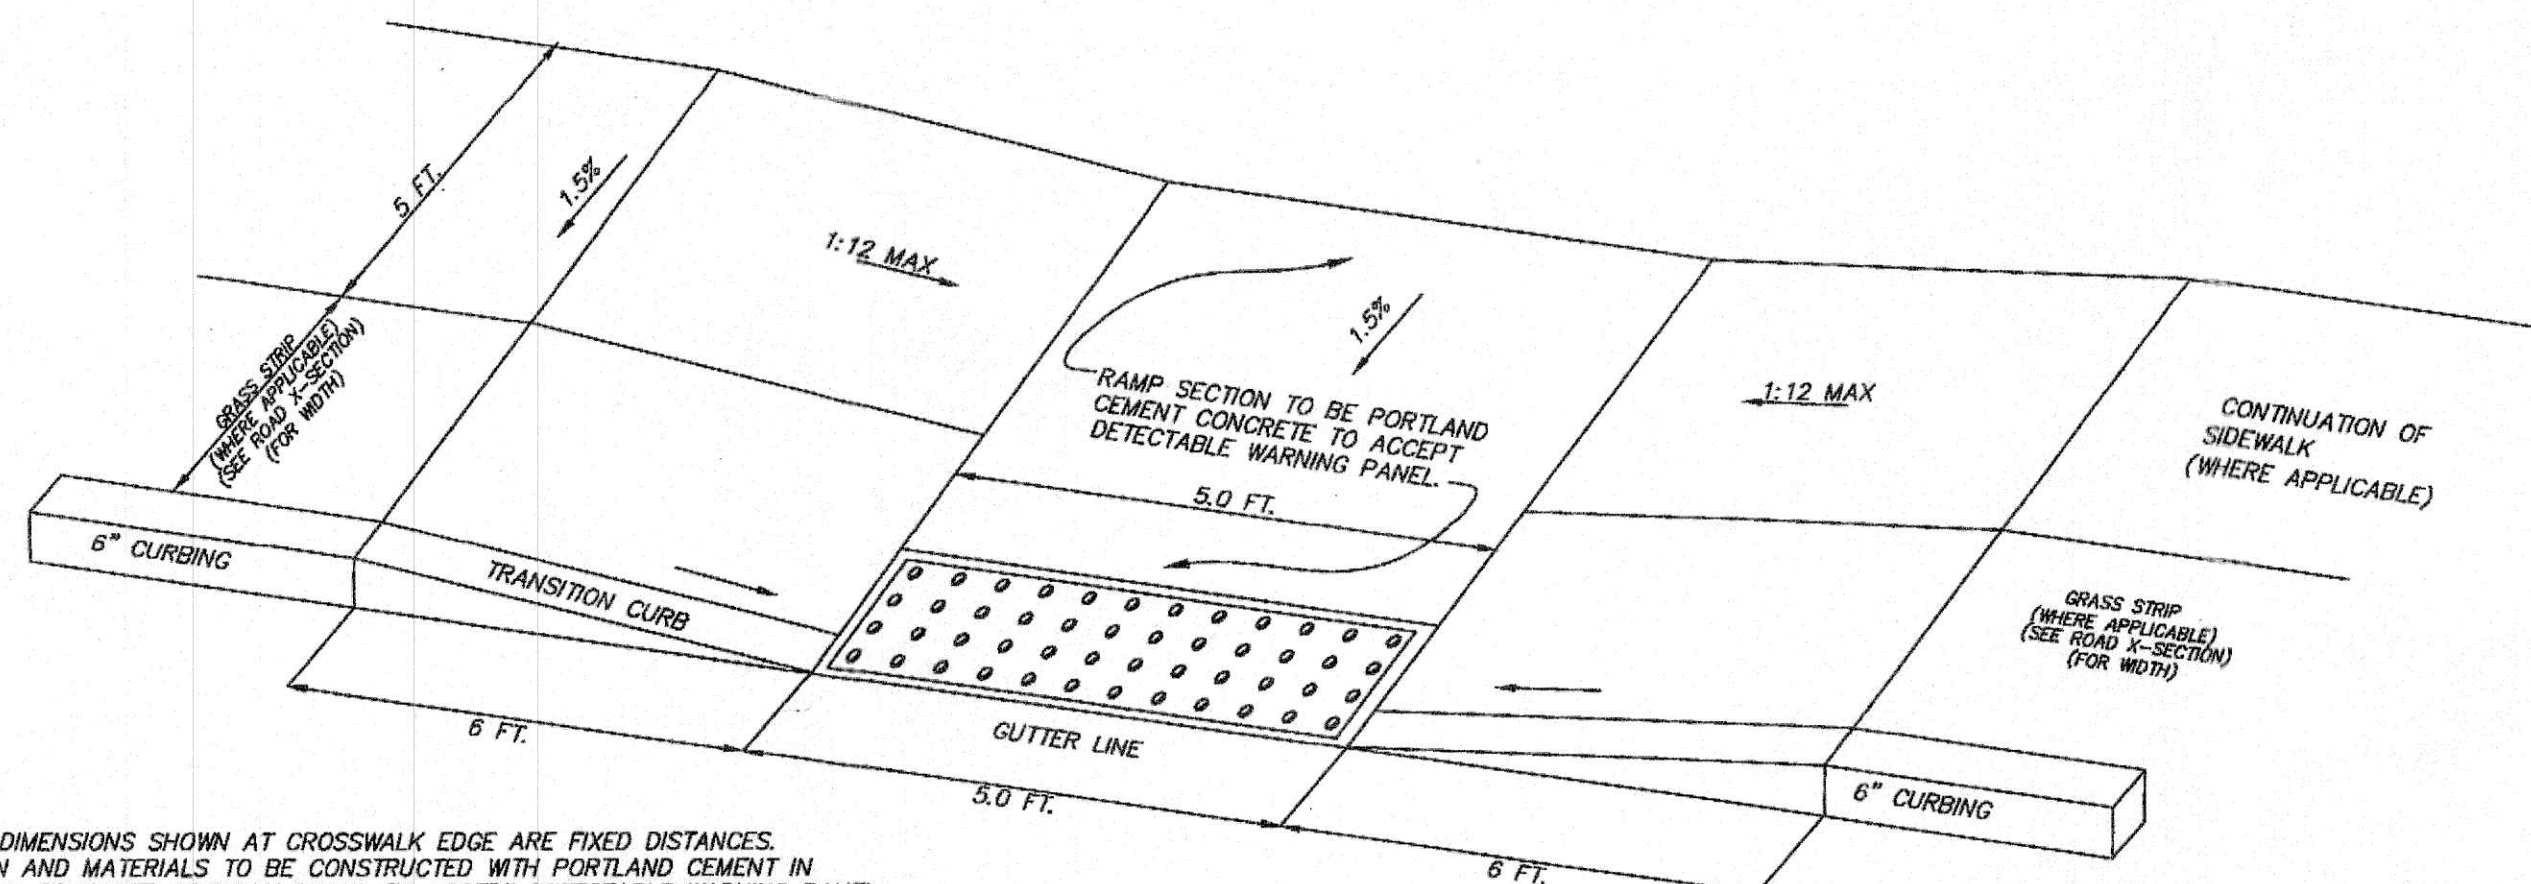 5 FT.
1.5%
1:12 MAX
1.5%
RAMP SECTION TO BE PORTLAND
CEMENT CONCRETE TO ACCEPT
DETECTABLE WARNING PANEL.
1:12 MAX
CONTINUATION OF
SIDEWALK
(WHERE APPLICABLE)
GRASS STRIP
(WHERE APPLICABLE)
(SEE ROAD X-SECTION)
(FOR WIDTH)
5.0 FT.
6" CURBING
TRANSITION CURB
GRASS STRIP
(WHERE APPLICABLE)
(SEE ROAD X-SECTION)
(FOR WIDTH)
6 FT.
GUTTER LINE
5.0 FT.
6" CURBING
6 FT.
DIMENSIONS SHOWN AT CROSSWALK EDGE ARE FIXED DISTANCES.
AND MATERIALS TO BE CONSTRUCTED WITH PORTLAND CEMENT IN